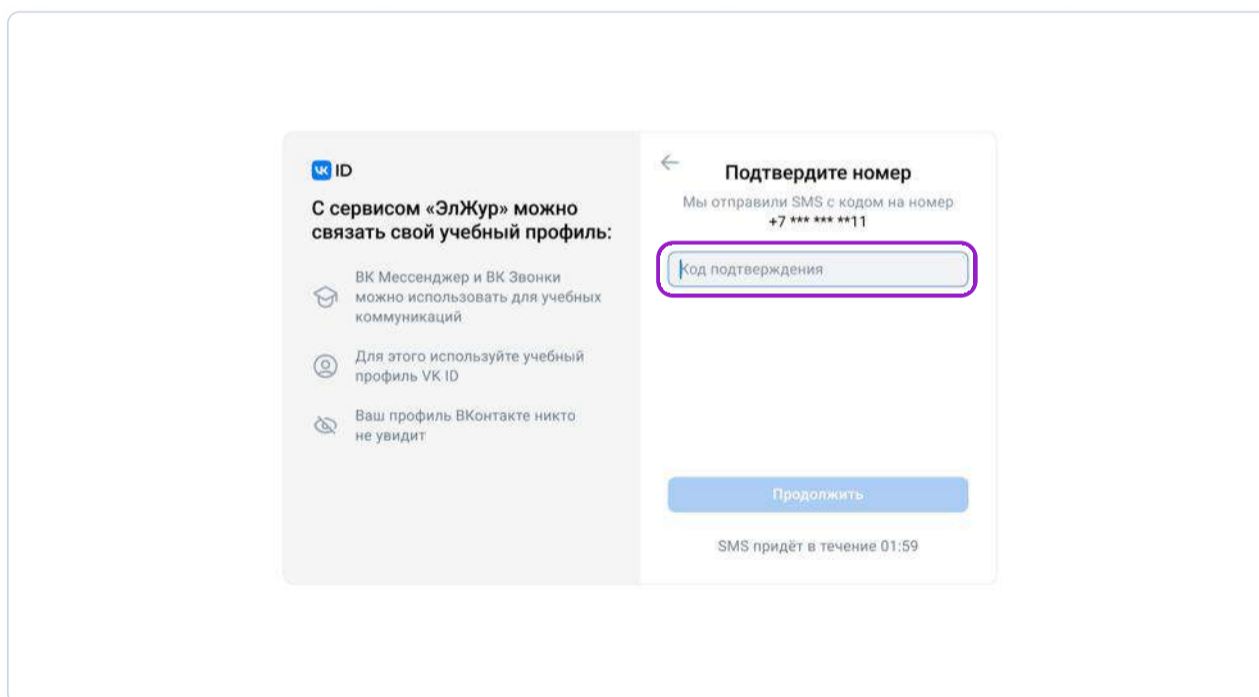 VK ID
С сервисом «ЭлЖур» можно
связать свой учебный профиль:
ВК Мессенджер и ВК Звонки
можно использовать для учебных
коммуникаций
Для этого используйте учебный
профиль VK ID
Ваш профиль ВКонтакте никто
не увидит
Подтвердите номер
Мы отправили SMS с кодом на номер
+7 *** *** **11
Код подтверждения
Продолжить
SMS придёт в течение 01:59